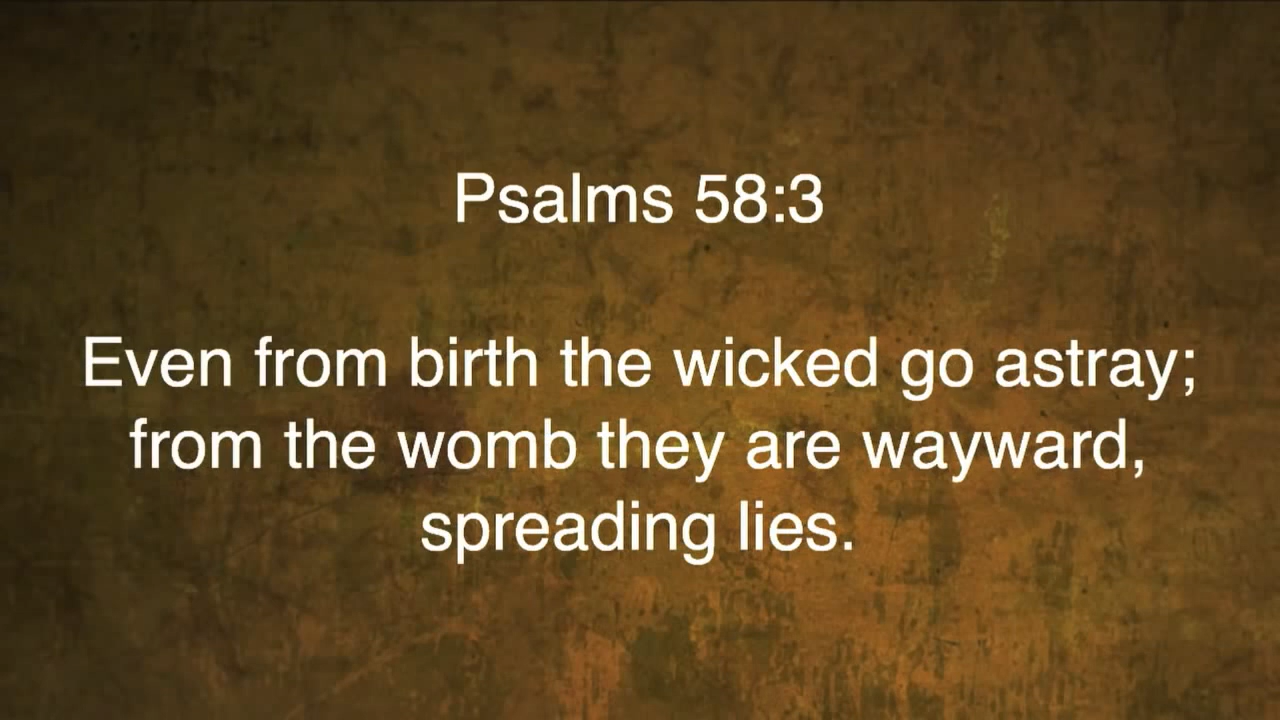 Psalms 58:3
Even from birth the wicked go astray;
from the womb they are wayward,
spreading lies.